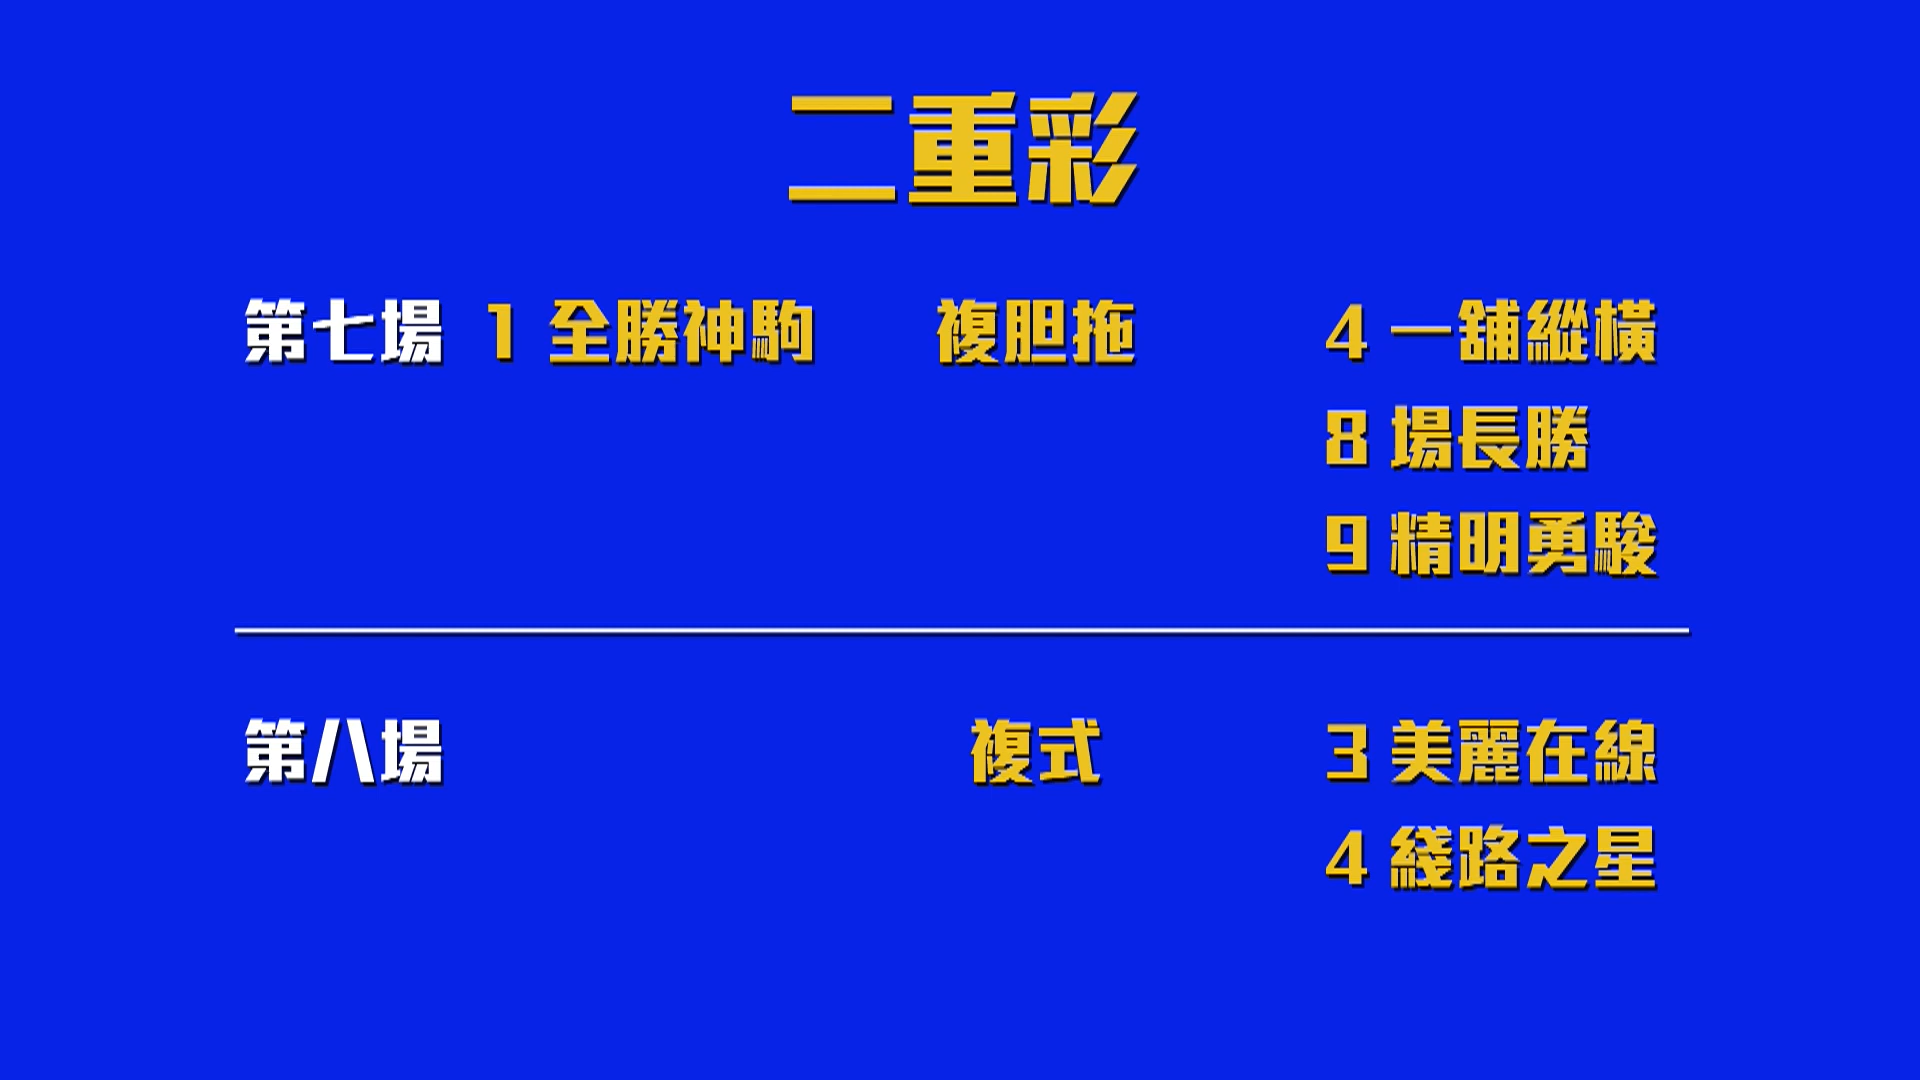 二重彩
第七場 1 全勝神駒 複胆拖 4 一舖縱橫
8 場長勝
9 精明勇駿
第八場 複式 3 美麗在線
4 綫路之星